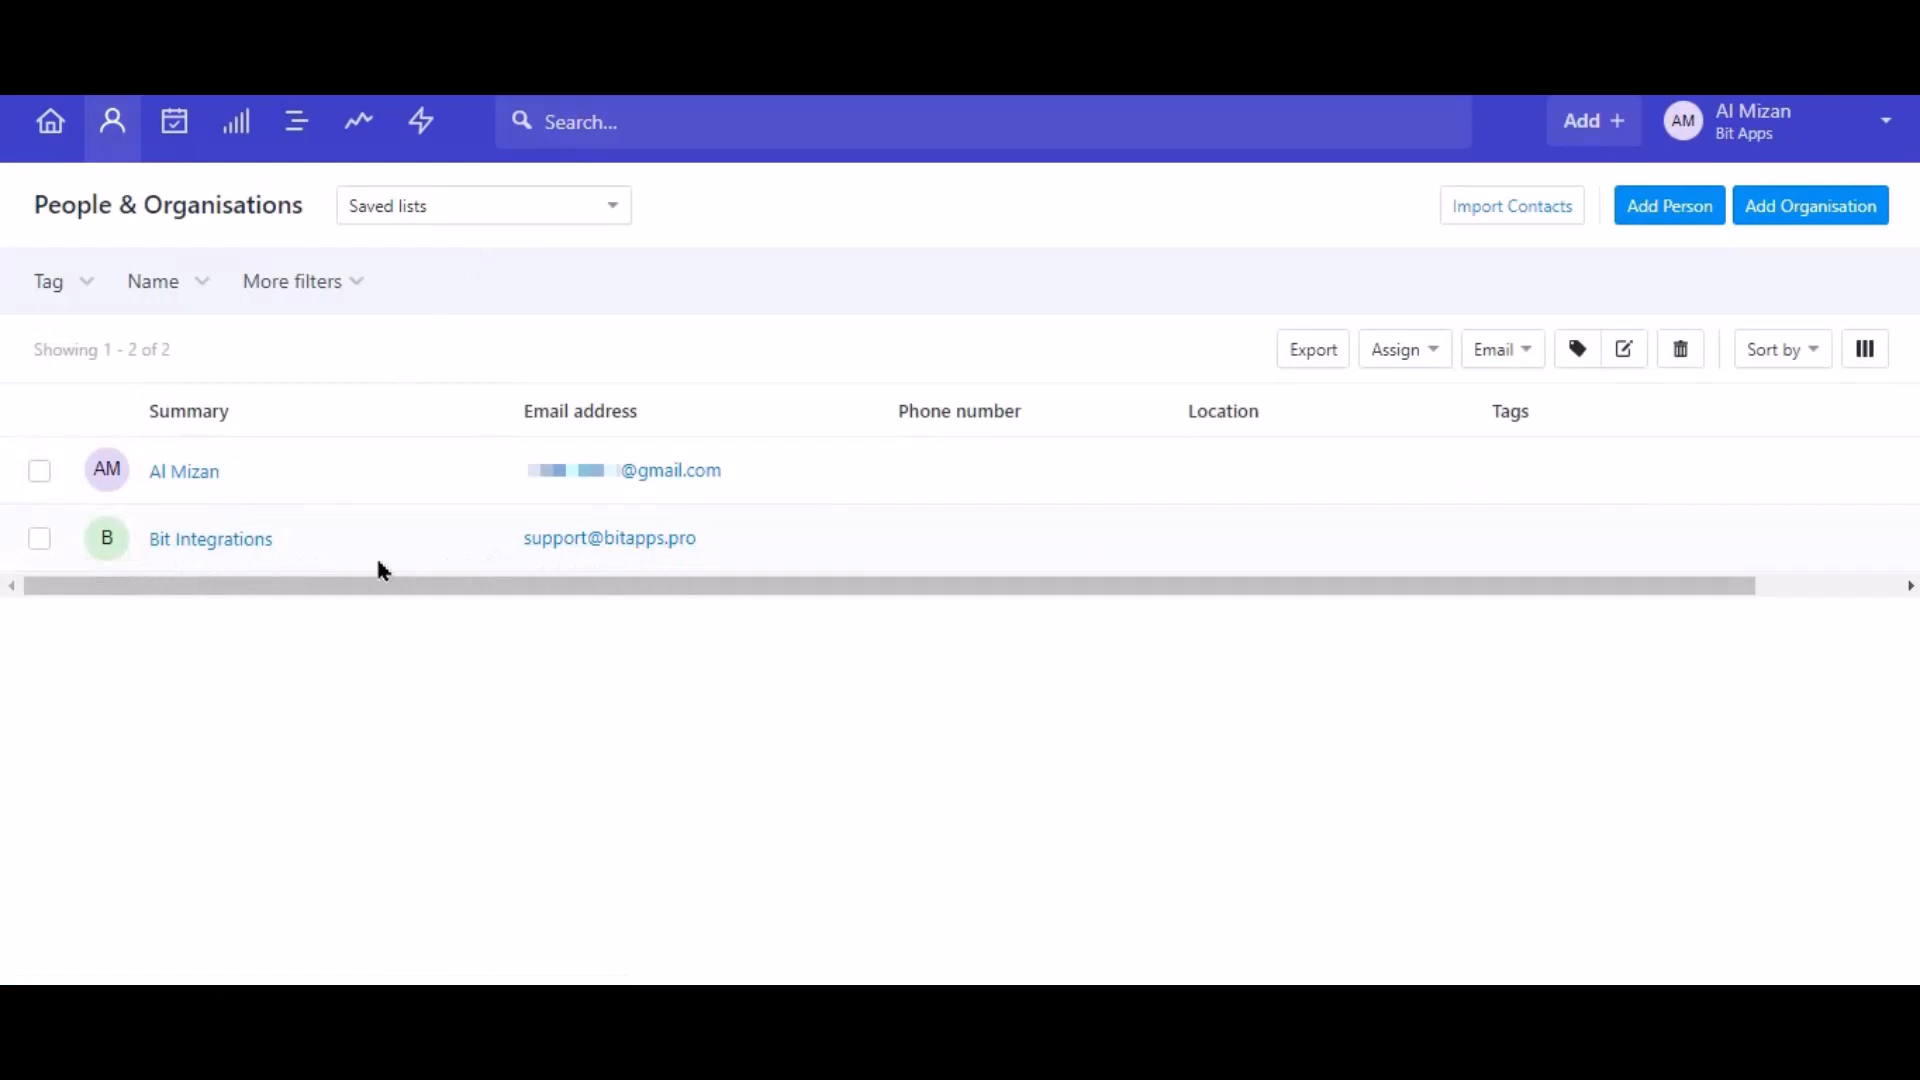 Search...
Add +
AM
Al Mizan
Bit Apps
People & Organisations
Saved lists
Import Contacts
Add Person
Add Organisation
Tag
Name
More filters
Showing 1 - 2 of 2
Export
Assign
Email
Sort by
Summary
Email address
Phone number
Location
Tags
AM
Al Mizan
@gmail.com
B
Bit Integrations
support@bitapps.pro